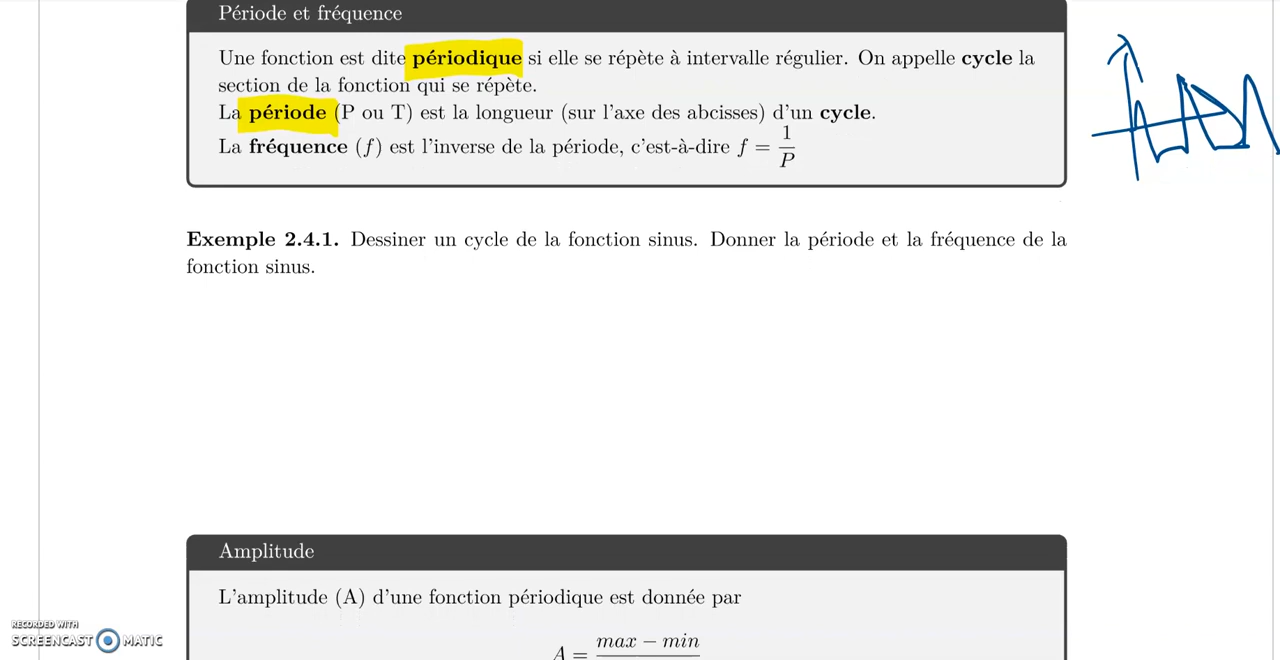 Période et fréquence
Une fonction est dite périodique si elle se répète à intervalle régulier. On appelle cycle la
section de la fonction qui se répète.
La période (P ou T) est la longueur (sur l'axe des abcisses) d'un cycle.
La fréquence (f) est l'inverse de la période, c'est-à-dire f = 1/P
Exemple 2.4.1. Dessiner un cycle de la fonction sinus. Donner la période et la fréquence de la
fonction sinus.
Amplitude
L'amplitude (A) d'une fonction périodique est donnée par
A = max − min
RECORDED WITH
SCREENCAST MATIC